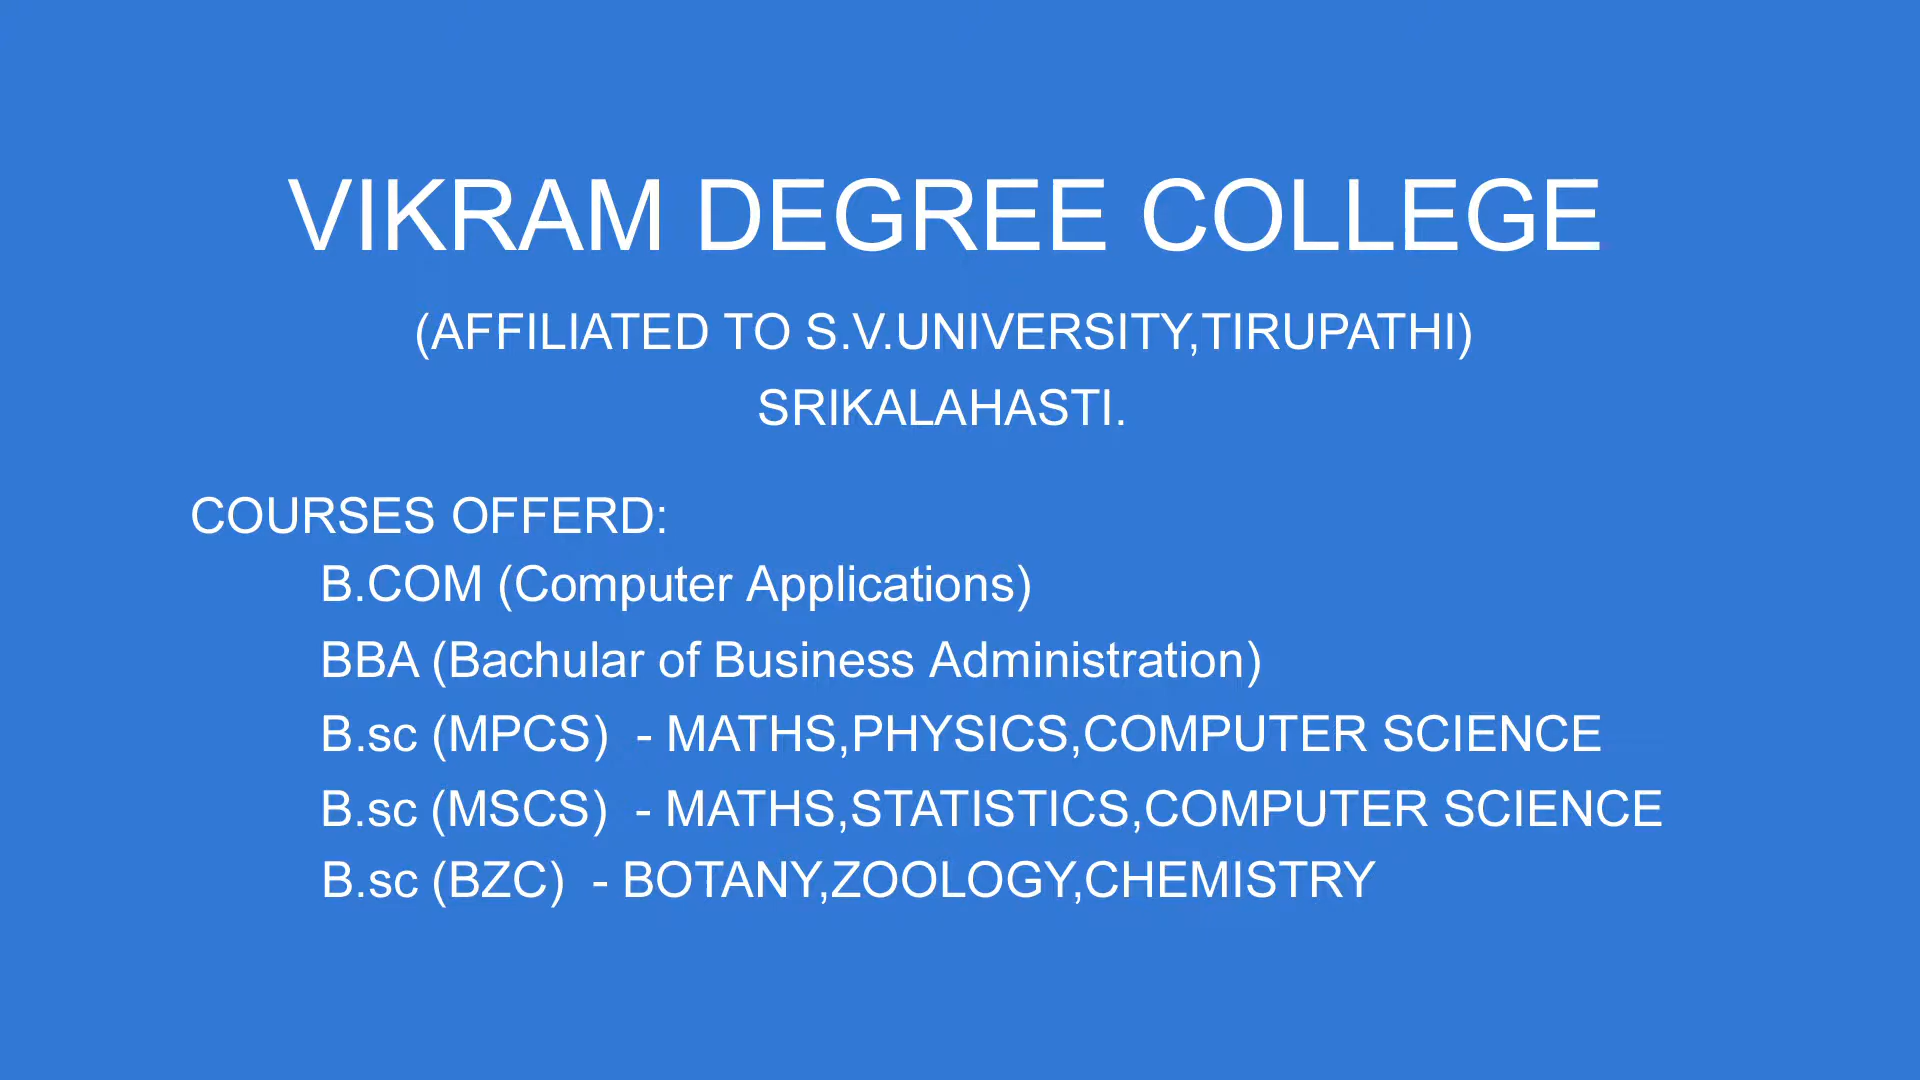 VIKRAM DEGREE COLLEGE
(AFFILIATED TO S.V.UNIVERSITY,TIRUPATHI)
SRIKALAHASTI.
COURSES OFFERD:
B.COM (Computer Applications)
BBA (Bachular of Business Administration)
B.sc (MPCS)  - MATHS,PHYSICS,COMPUTER SCIENCE
B.sc (MSCS)  - MATHS,STATISTICS,COMPUTER SCIENCE
B.sc (BZC)  - BOTANY,ZOOLOGY,CHEMISTRY